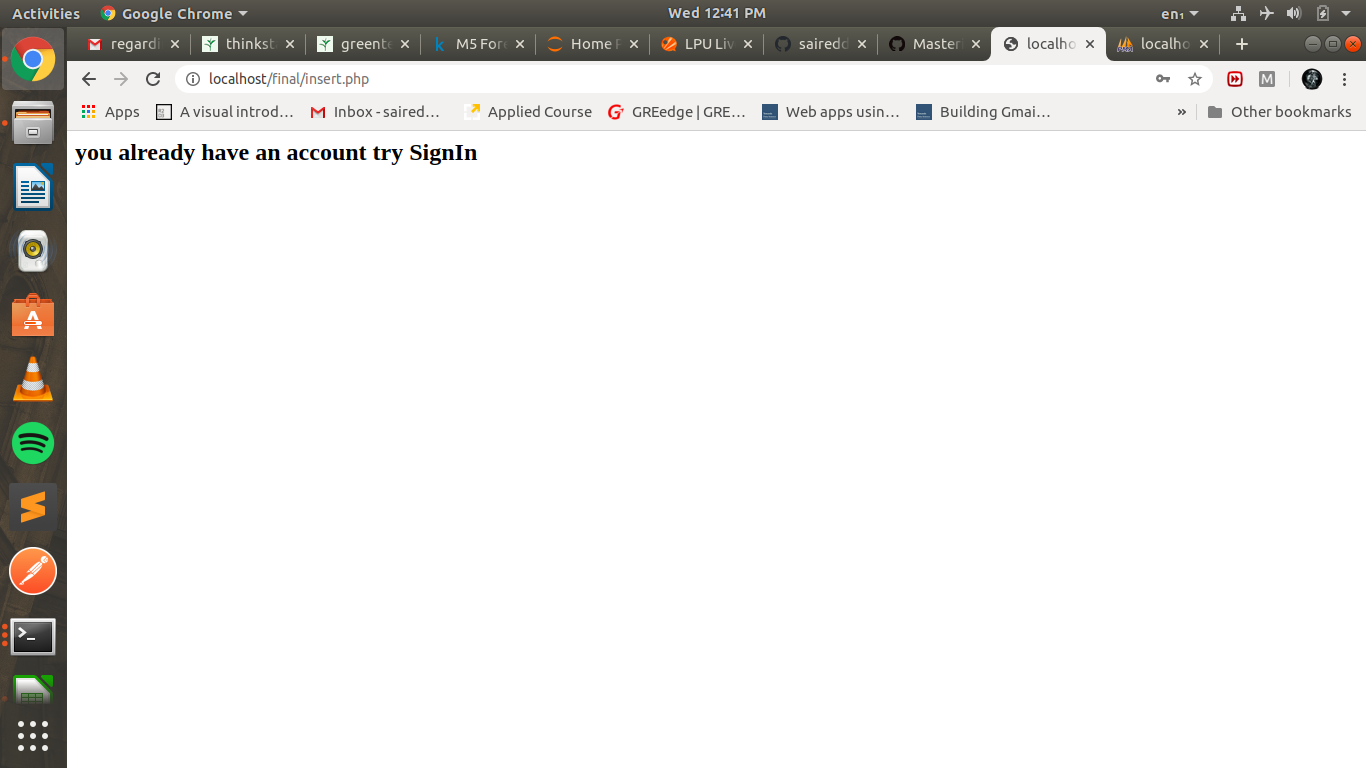 Activities Google Chrome Wed 12:41 PM en₁
regardi thinkst greente M5 For Home P LPU Liv sairedd Master localho localho
localhost/final/insert.php M
Apps A visual introd… Inbox - saired… Applied Course GREedge | GRE… Web apps usin… Building Gmai… » Other bookmarks
you already have an account try SignIn